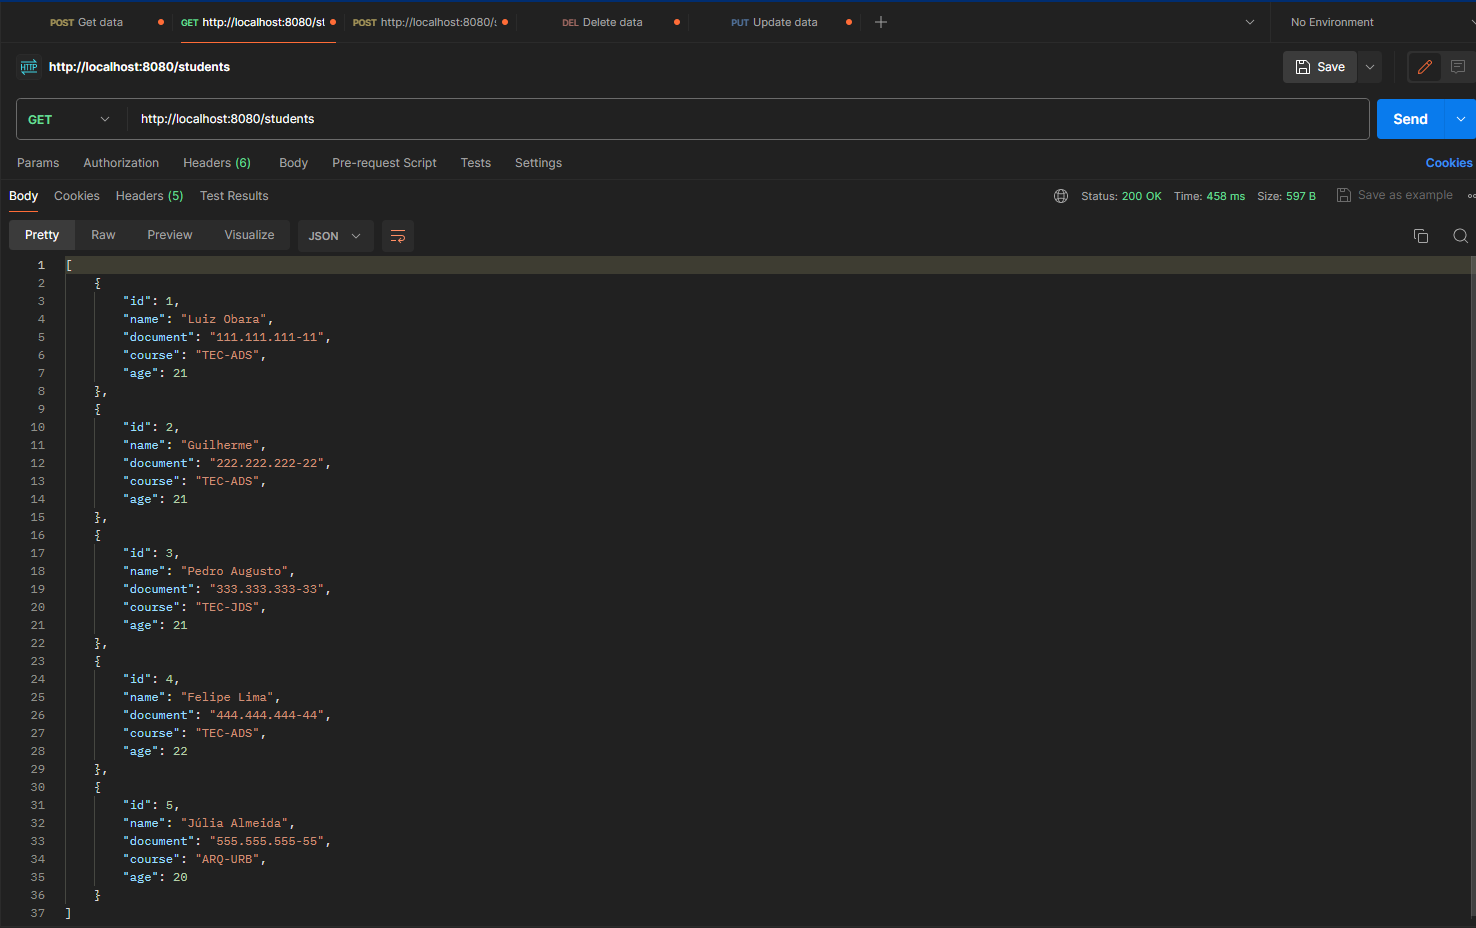 POST Get data GET http://localhost:8080/st POST http://localhost:8080/s DEL Delete data PUT Update data No Environment
HTTP http://localhost:8080/students Save
GET http://localhost:8080/students Send
Params Authorization Headers (6) Body Pre-request Script Tests Settings Cookies
Body Cookies Headers (5) Test Results Status: 200 OK Time: 458 ms Size: 597 B Save as example
Pretty Raw Preview Visualize JSON
1 [
2 {
3 "id": 1,
4 "name": "Luiz Obara",
5 "document": "111.111.111-11",
6 "course": "TEC-ADS",
7 "age": 21
8 },
9 {
10 "id": 2,
11 "name": "Guilherme",
12 "document": "222.222.222-22",
13 "course": "TEC-ADS",
14 "age": 21
15 },
16 {
17 "id": 3,
18 "name": "Pedro Augusto",
19 "document": "333.333.333-33",
20 "course": "TEC-JDS",
21 "age": 21
22 },
23 {
24 "id": 4,
25 "name": "Felipe Lima",
26 "document": "444.444.444-44",
27 "course": "TEC-ADS",
28 "age": 22
29 },
30 {
31 "id": 5,
32 "name": "Júlia Almeida",
33 "document": "555.555.555-55",
34 "course": "ARQ-URB",
35 "age": 20
36 }
37 ]